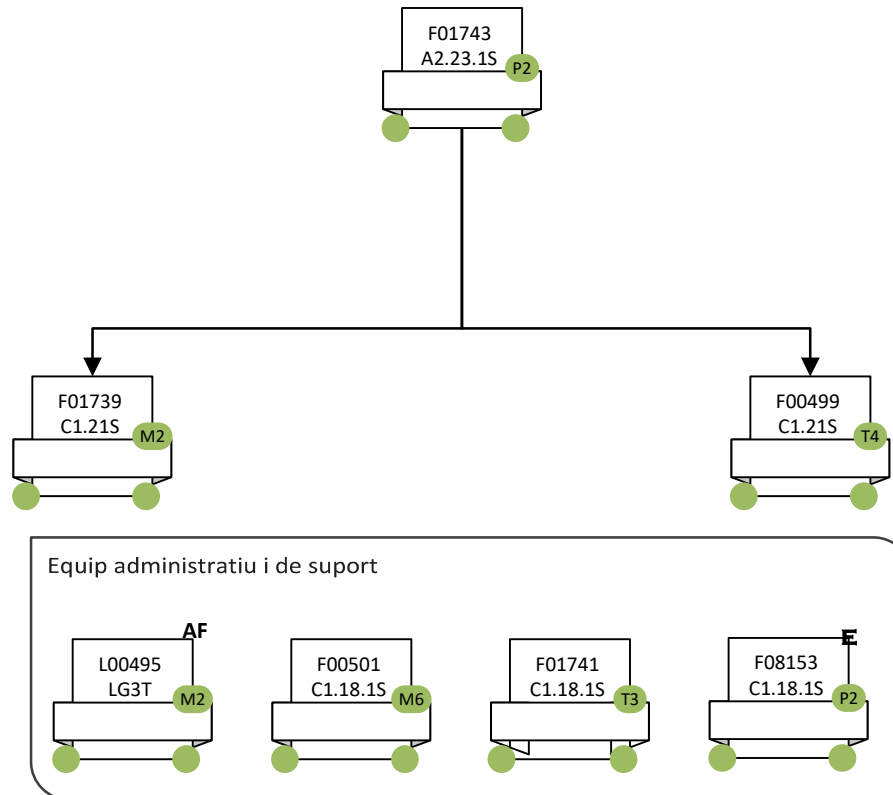 F01743
A2.23.1S
P2
F01739
C1.21S
M2
F00499
C1.21S
T4
Equip administratiu i de suport
AF
L00495
LG3T
M2
F00501
C1.18.1S
M6
F01741
C1.18.1S
T3
E
F08153
C1.18.1S
P2